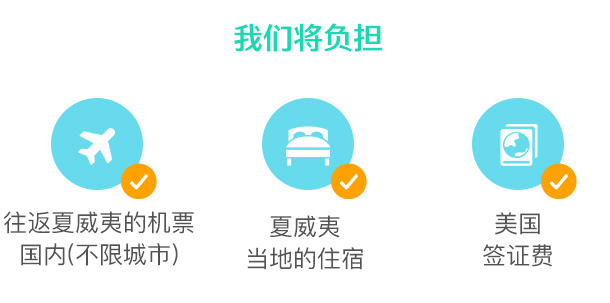 我们将负担
往返夏威夷的机票
国内(不限城市)
夏威夷
当地的住宿
美国
签证费